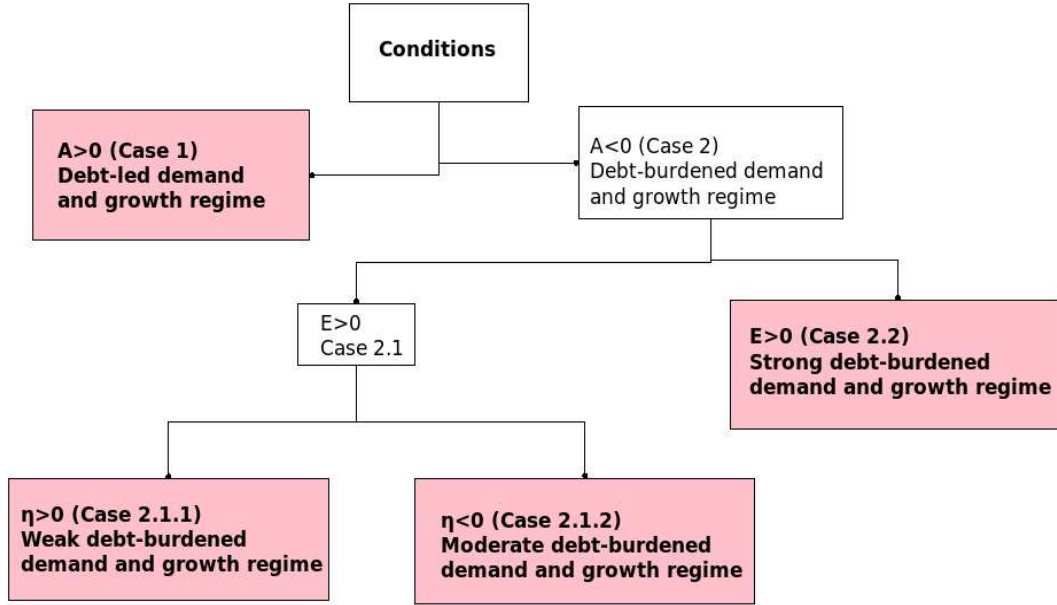 Conditions
A>0 (Case 1)
Debt-led demand
and growth regime
A<0 (Case 2)
Debt-burdened demand
and growth regime
E>0
Case 2.1
E>0 (Case 2.2)
Strong debt-burdened
demand and growth regime
η>0 (Case 2.1.1)
Weak debt-burdened
demand and growth regime
η<0 (Case 2.1.2)
Moderate debt-burdened
demand and growth regime